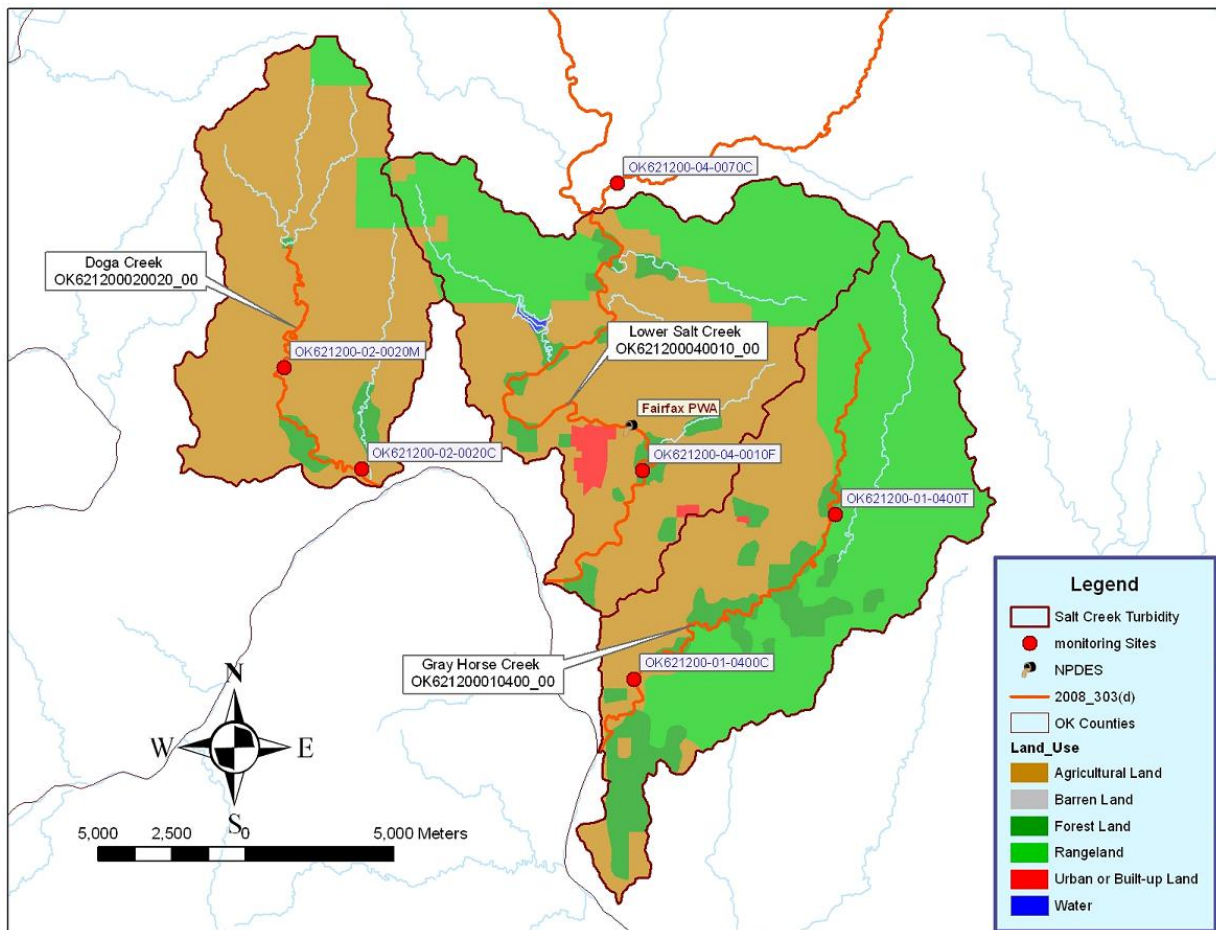 OK621200-04-0070C
Doga Creek
OK621200020020_00
Lower Salt Creek
OK621200040010_00
OK621200-02-0020M
Fairfax PWA
OK621200-02-0020C
OK621200-04-0010F
OK621200-01-0400T
Gray Horse Creek
OK621200010400_00
OK621200-01-0400C
N
W
E
S
5,000 2,500 0 5,000 Meters
Legend
Salt Creek Turbidity
monitoring Sites
NPDES
2008_303(d)
OK Counties
Land_Use
Agricultural Land
Barren Land
Forest Land
Rangeland
Urban or Built-up Land
Water